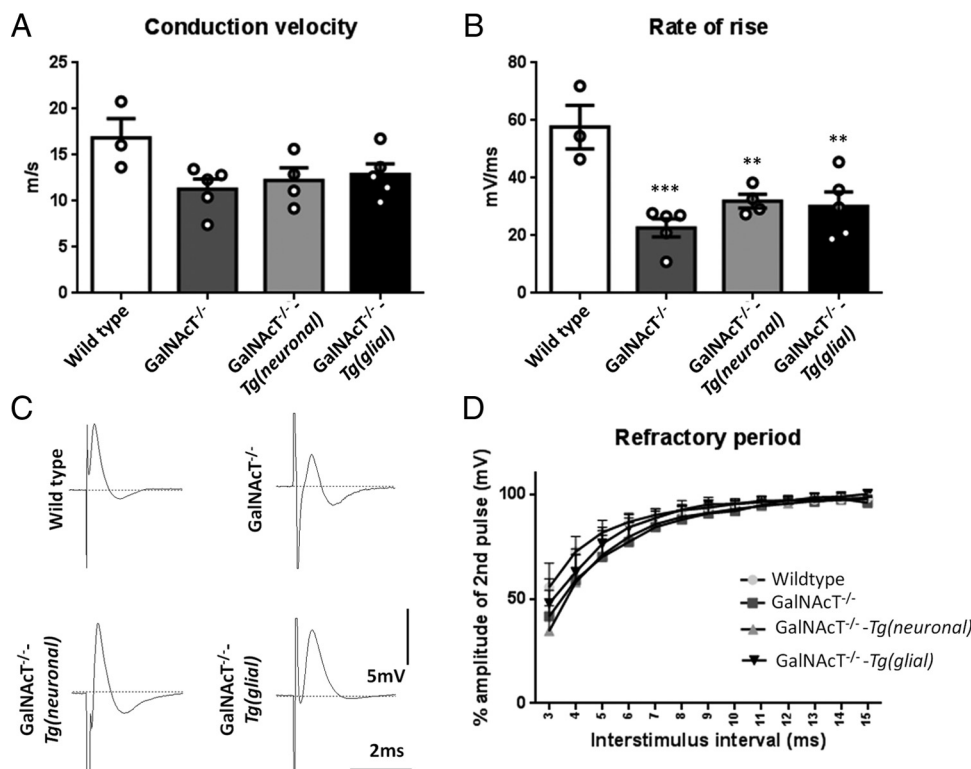 A
Conduction velocity
m/s
25
20
15
10
5
0
Wild type
GalNAcT-/-
GalNAcT-/-- Tg(neuronal)
GalNAcT-/-- Tg(glial)
B
Rate of rise
mV/ms
80
60
40
20
0
***
**
**
Wild type
GalNAcT-/-
GalNAcT-/-- Tg(neuronal)
GalNAcT-/-- Tg(glial)
C
Wild type
GalNAcT-/-
GalNAcT-/--
Tg(neuronal)
GalNAcT-/--
Tg(glial)
5mV
2ms
D
Refractory period
% amplitude of 2nd pulse (mV)
100
50
0
Wildtype
GalNAcT-/-
GalNAcT-/- -Tg(neuronal)
GalNAcT-/- -Tg(glial)
3 4 5 6 7 8 9 10 11 12 13 14 15
Interstimulus interval (ms)